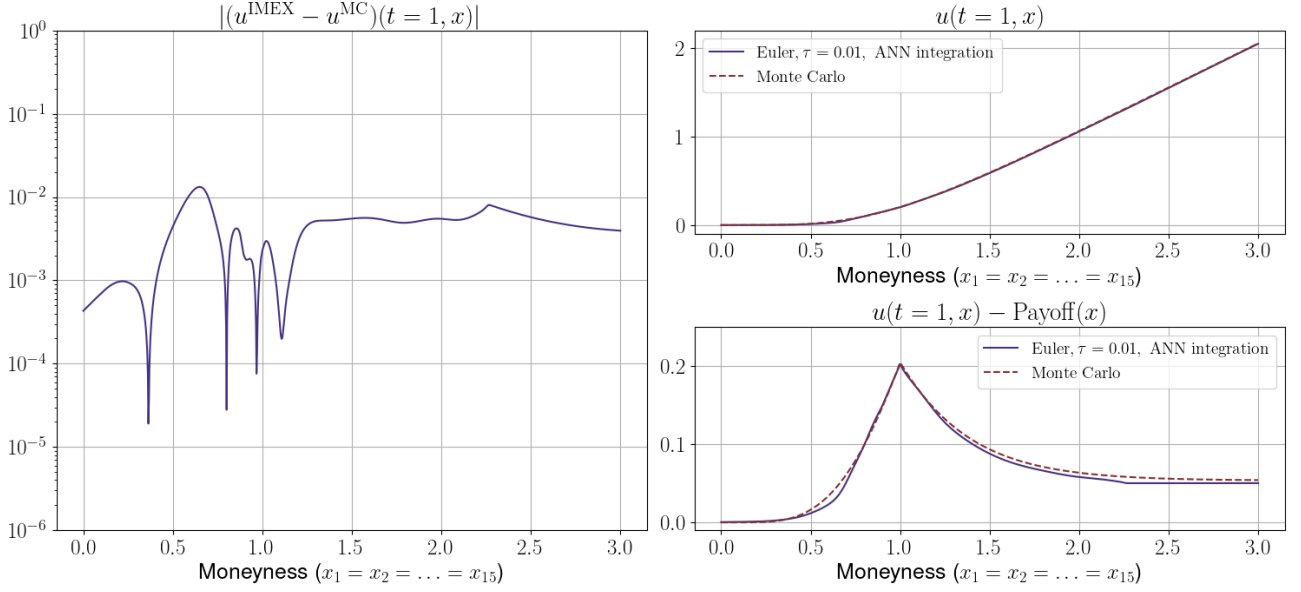 |(u^IMEX − u^MC)(t = 1, x)|
10^0
10^−1
10^−2
10^−3
10^−4
10^−5
10^−6
0.0 0.5 1.0 1.5 2.0 2.5 3.0
Moneyness (x_1 = x_2 = … = x_15)
u(t = 1, x)
Euler, τ = 0.01, ANN integration
Monte Carlo
2
1
0
0.0 0.5 1.0 1.5 2.0 2.5 3.0
Moneyness (x_1 = x_2 = … = x_15)
u(t = 1, x) − Payoff(x)
Euler, τ = 0.01, ANN integration
Monte Carlo
0.2
0.1
0.0
0.0 0.5 1.0 1.5 2.0 2.5 3.0
Moneyness (x_1 = x_2 = … = x_15)